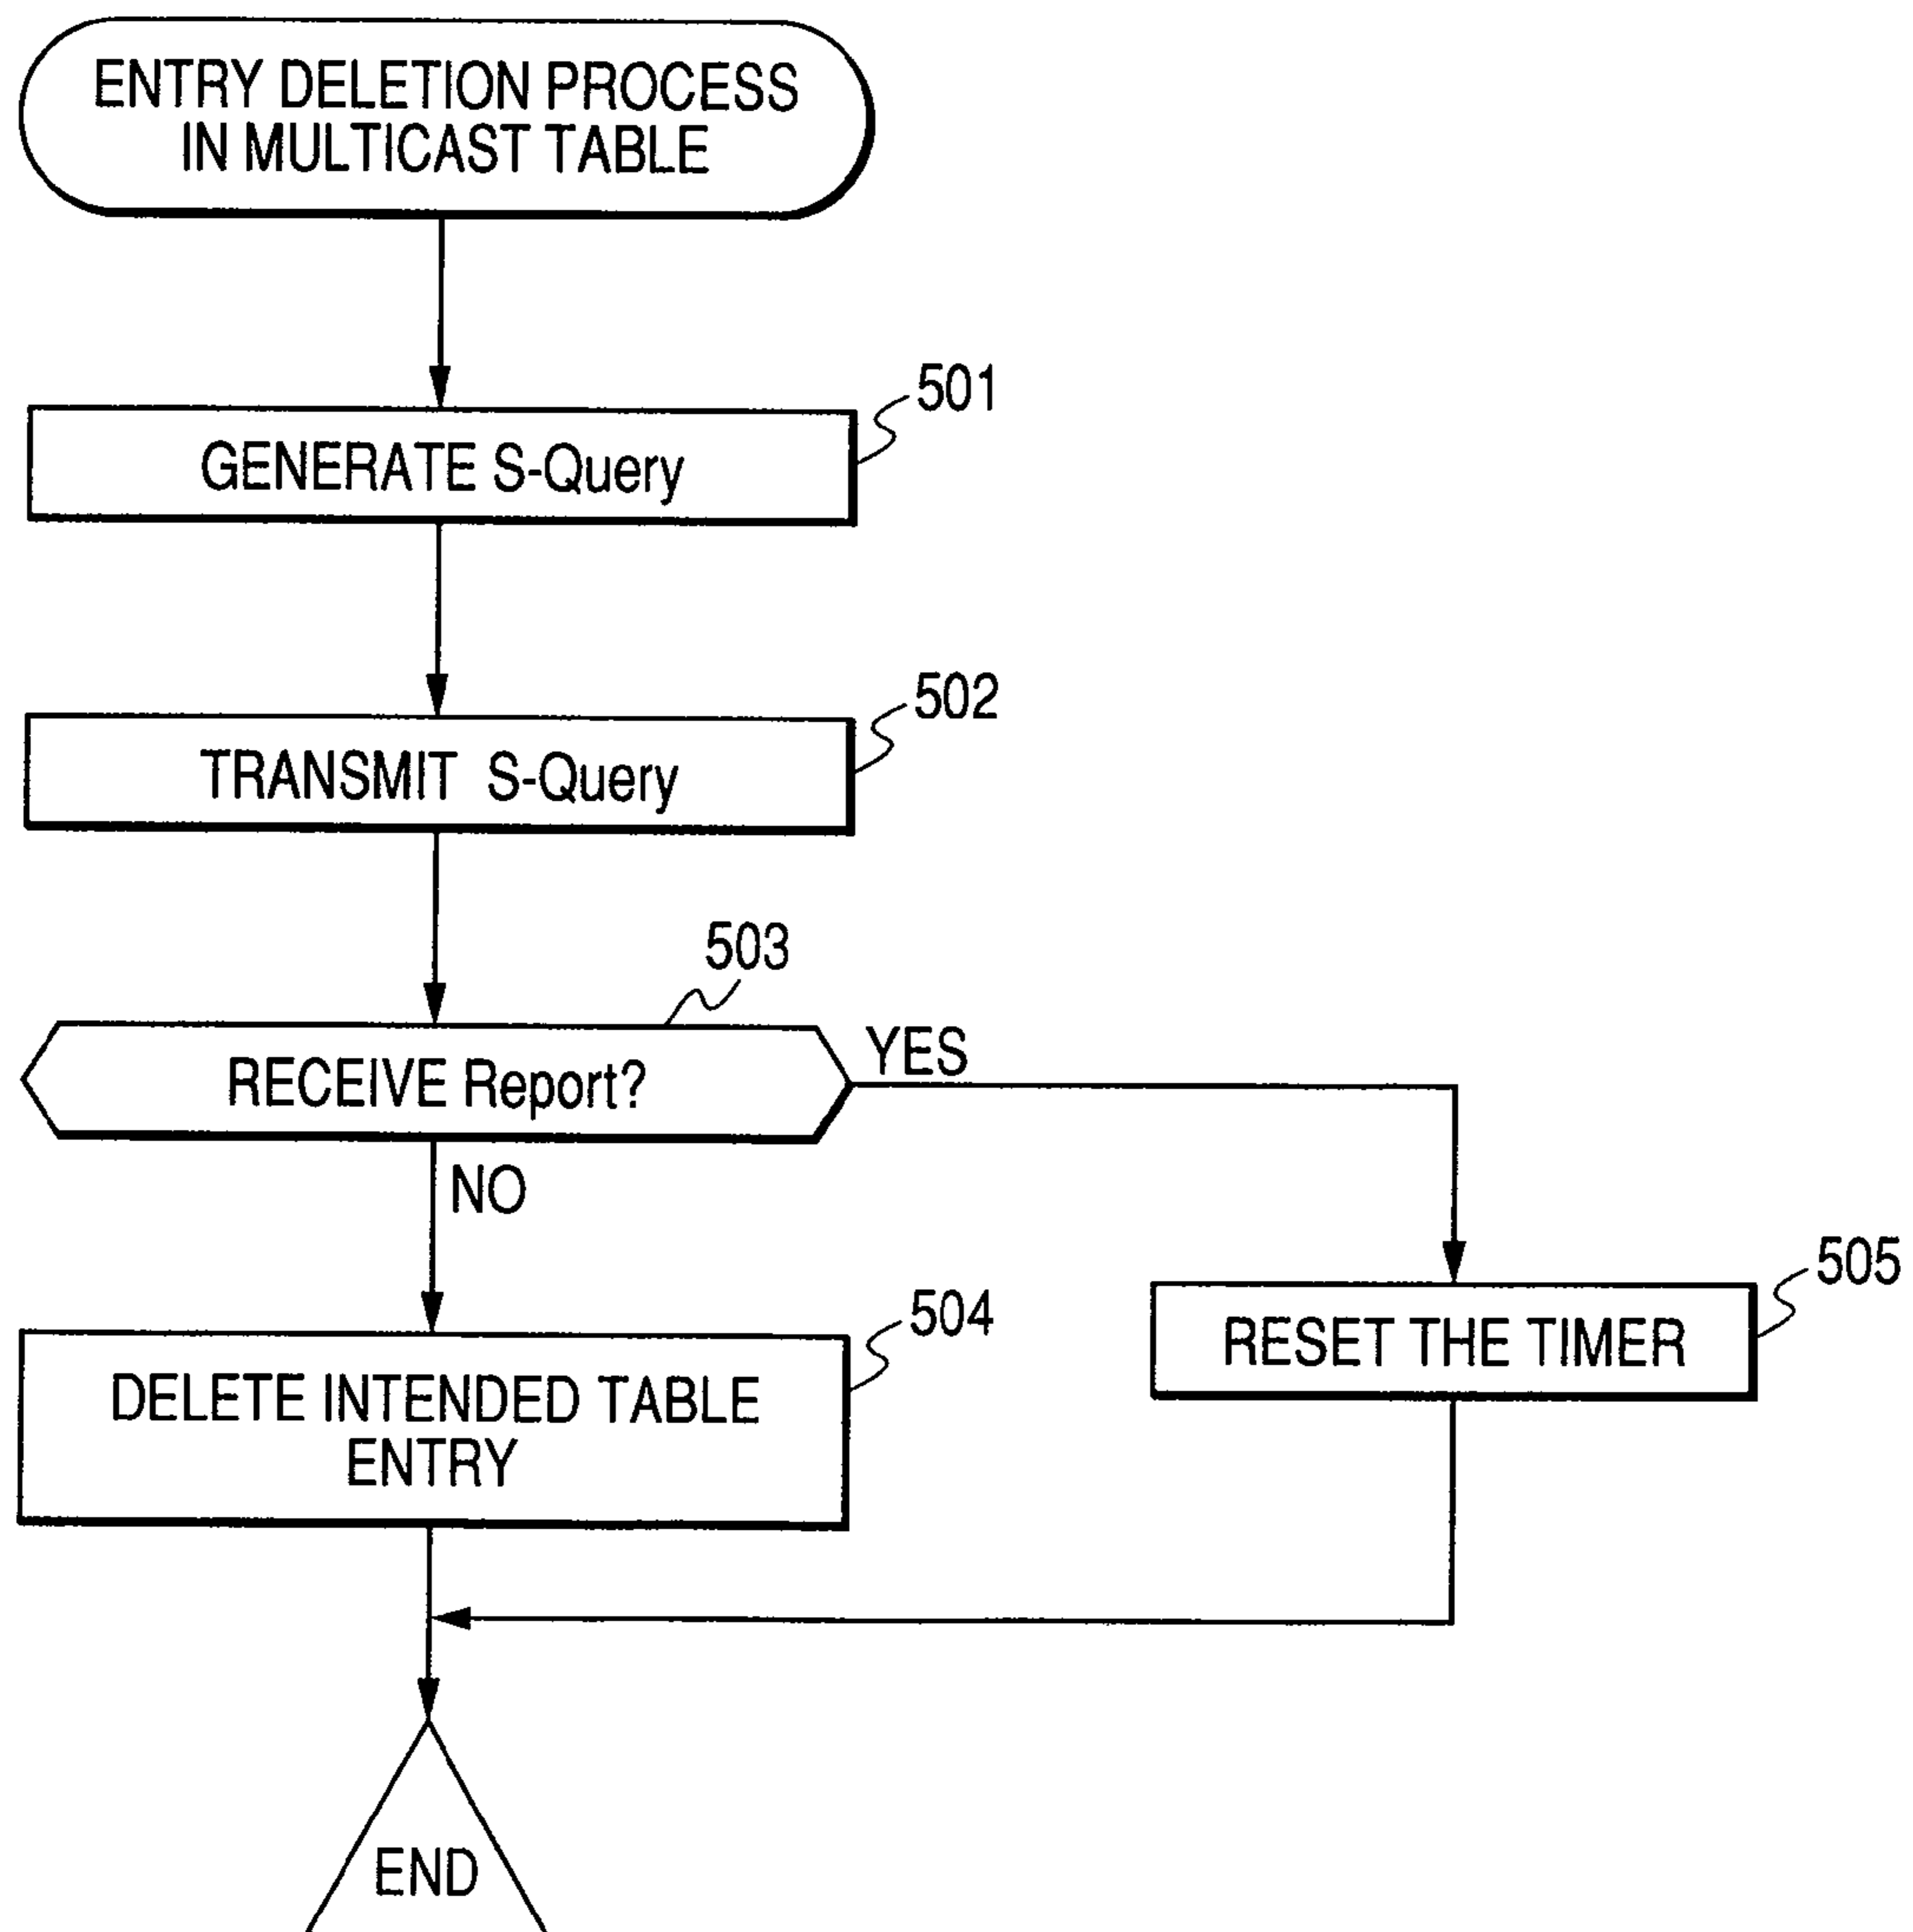 ENTRY DELETION PROCESS
IN MULTICAST TABLE
501
GENERATE S-Query
502
TRANSMIT S-Query
503
RECEIVE Report?
YES
NO
504
DELETE INTENDED TABLE
ENTRY
505
RESET THE TIMER
END